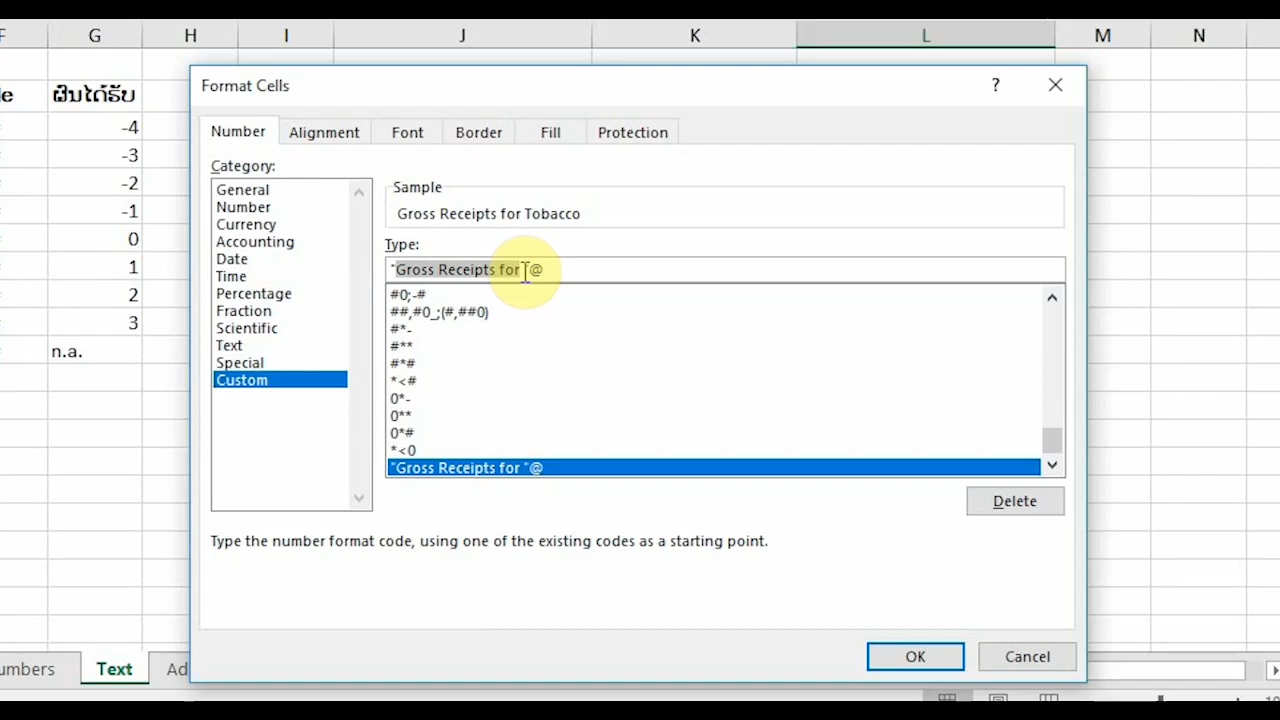 F G H I J K L M N
Format Cells ?
de ຜົນໄດ້ຮັບ
Number Alignment Font Border Fill Protection
-4
-3
-2
-1
0
1
2
3
n.a.
Category:
General
Number
Currency
Accounting
Date
Time
Percentage
Fraction
Scientific
Text
Special
Custom
Sample
Gross Receipts for Tobacco
Type:
"Gross Receipts for "@
#0;-#
##,#0_;(#,##0)
#*-
#**
#*#
*<#
0*-
0**
0*#
*<0
"Gross Receipts for "@
Delete
Type the number format code, using one of the existing codes as a starting point.
OK Cancel
umbers Text Ad